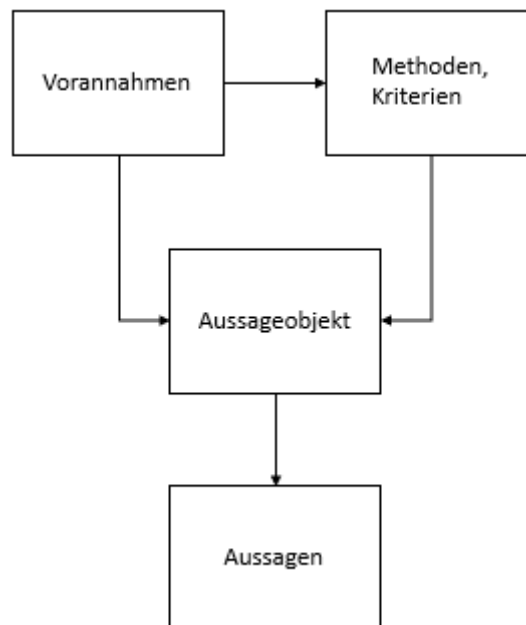 Vorannahmen
Methoden,
Kriterien
Aussageobjekt
Aussagen